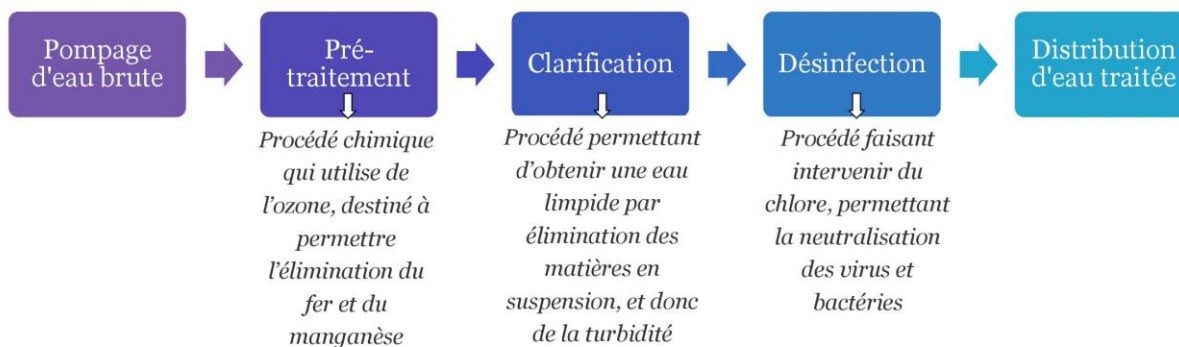 Pompage
d'eau brute
Pré-
traitement
Clarification
Désinfection
Distribution
d'eau traitée
Procédé chimique
qui utilise de
l’ozone, destiné à
permettre
l’élimination du
fer et du
manganèse
Procédé permettant
d’obtenir une eau
limpide par
élimination des
matières en
suspension, et donc
de la turbidité
Procédé faisant
intervenir du
chlore, permettant
la neutralisation
des virus et
bactéries